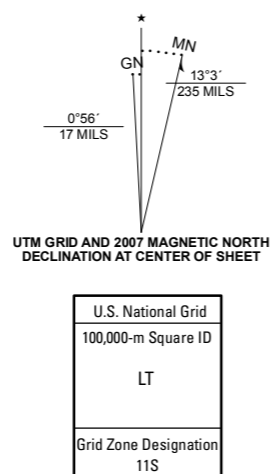 ★
MN
GN
13°3´
235 MILS
0°56´
17 MILS
UTM GRID AND 2007 MAGNETIC NORTH
DECLINATION AT CENTER OF SHEET
U.S. National Grid
100,000-m Square ID
LT
Grid Zone Designation
11S